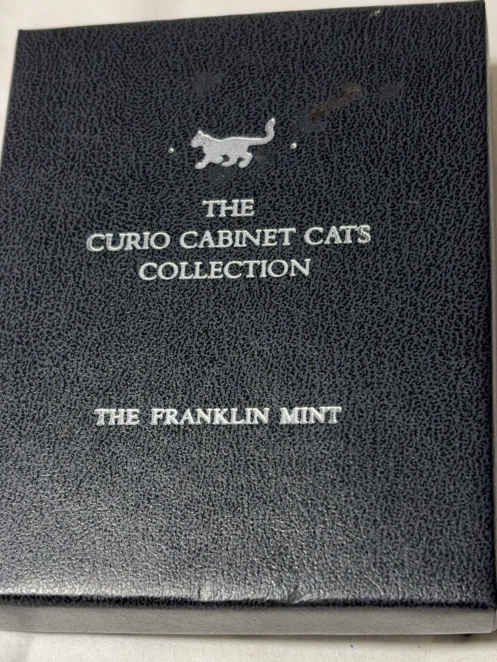 THE
CURIO CABINET CATS
COLLECTION
THE FRANKLIN MINT